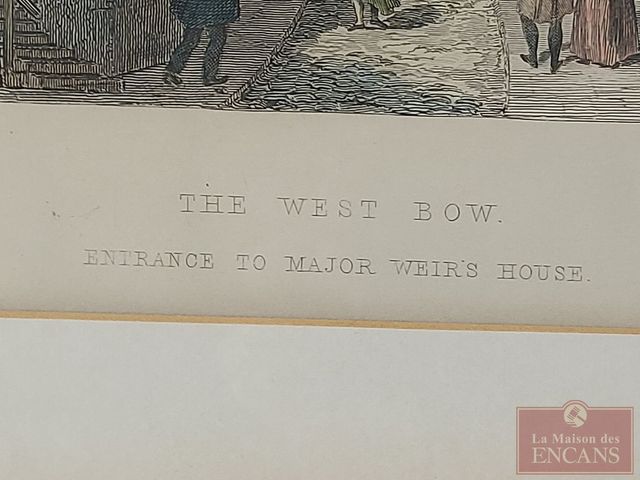 THE WEST BOW.
ENTRANCE TO MAJOR WEIR'S HOUSE.
La Maison des
ENCANS